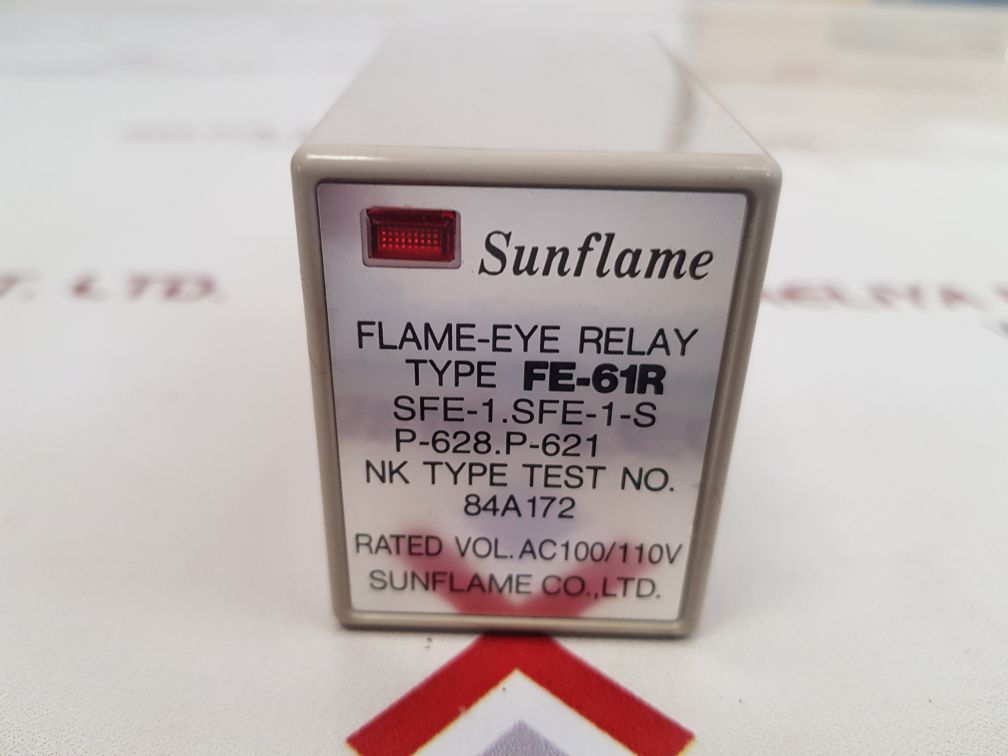 Sunflame
FLAME-EYE RELAY
TYPE FE-61R
SFE-1.SFE-1-S
P-628.P-621
NK TYPE TEST NO.
84A172
RATED VOL. AC100/110V
SUNFLAME CO.,LTD.
T. LTD.